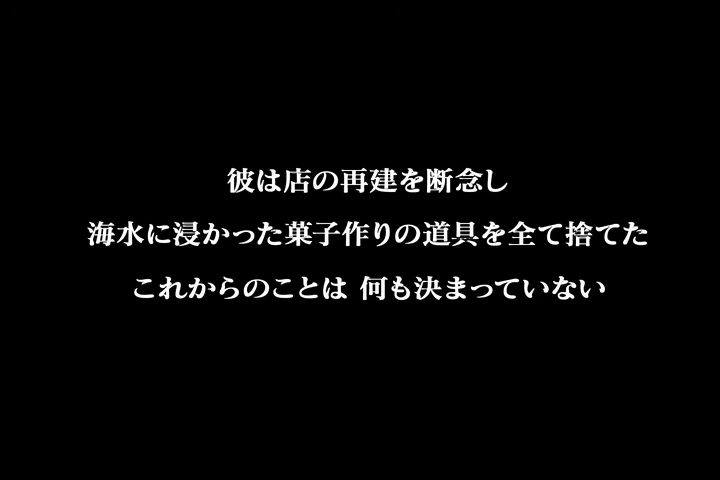 彼は店の再建を断念し
海水に浸かった菓子作りの道具を全て捨てた
これからのことは 何も決まっていない